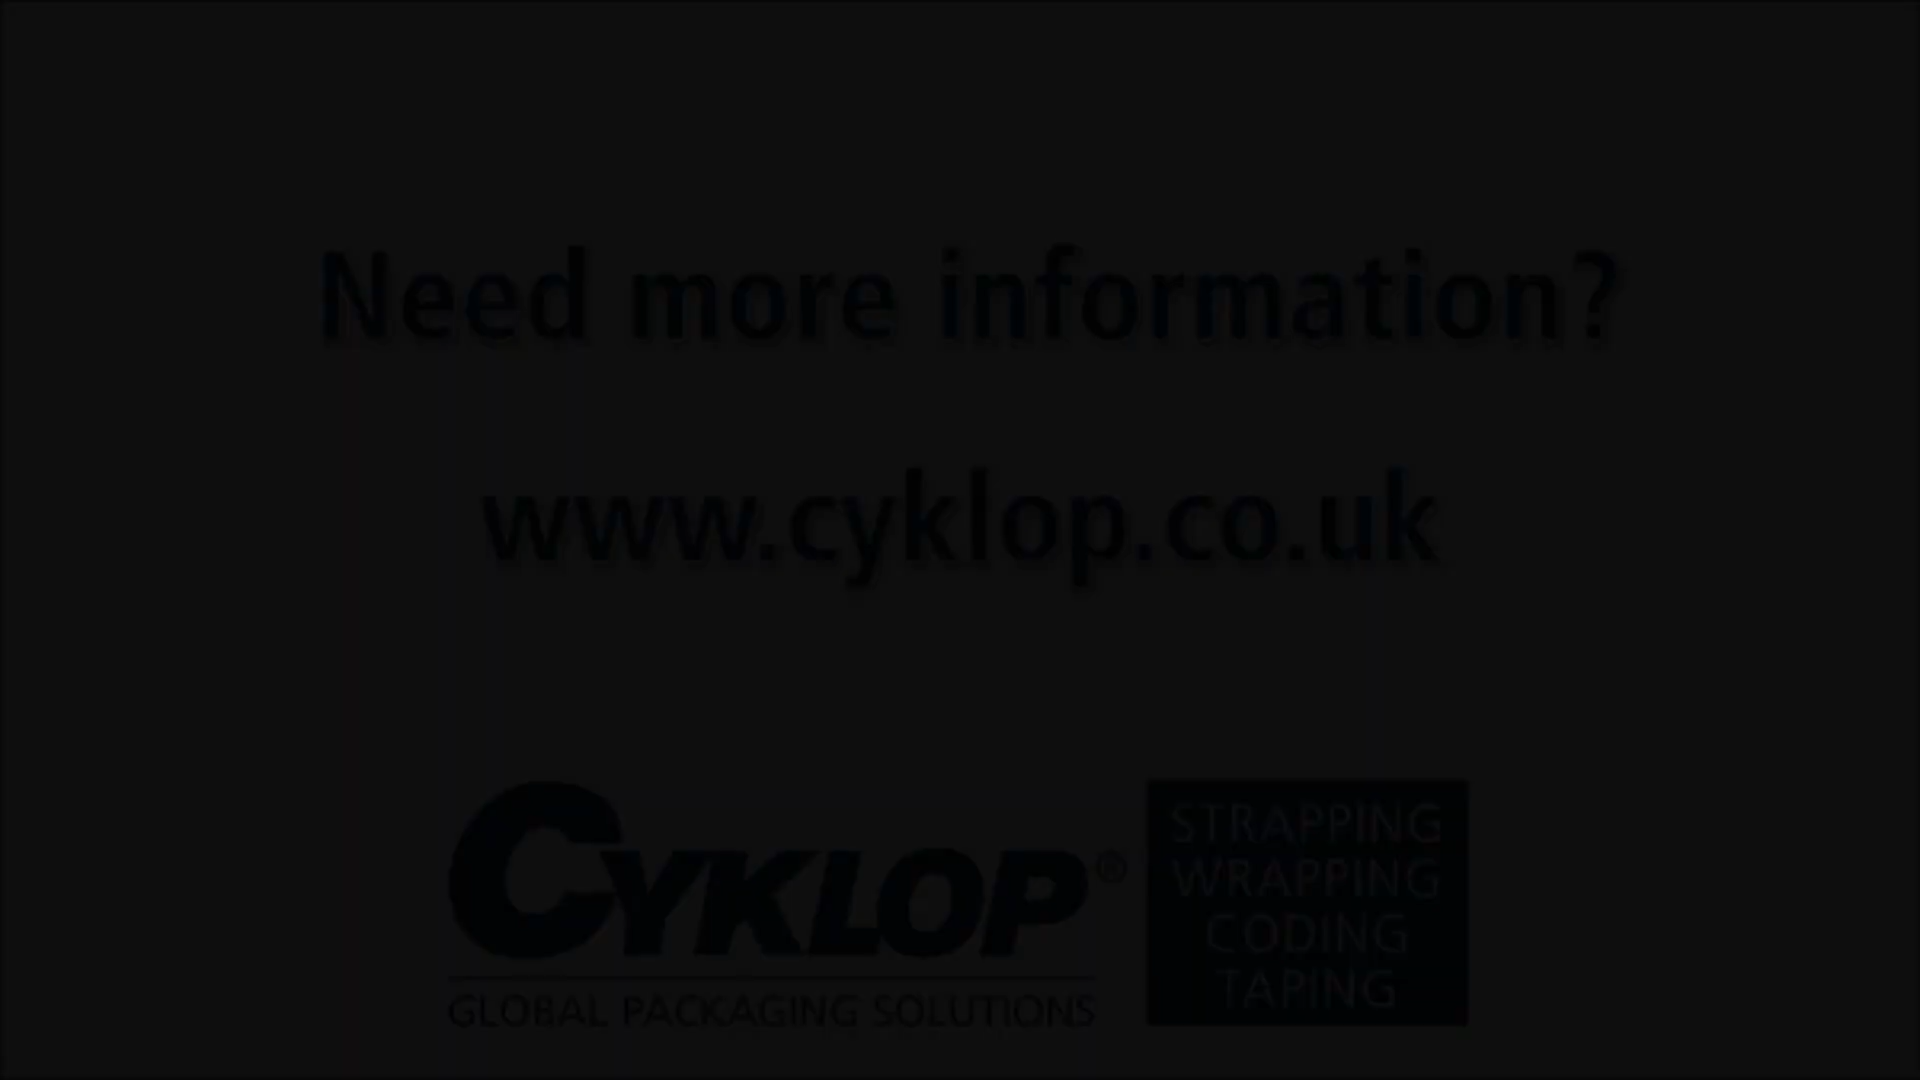 Need more information?
www.cyklop.co.uk
CYKLOP®
GLOBAL PACKAGING SOLUTIONS
STRAPPING
WRAPPING
CODING
TAPING